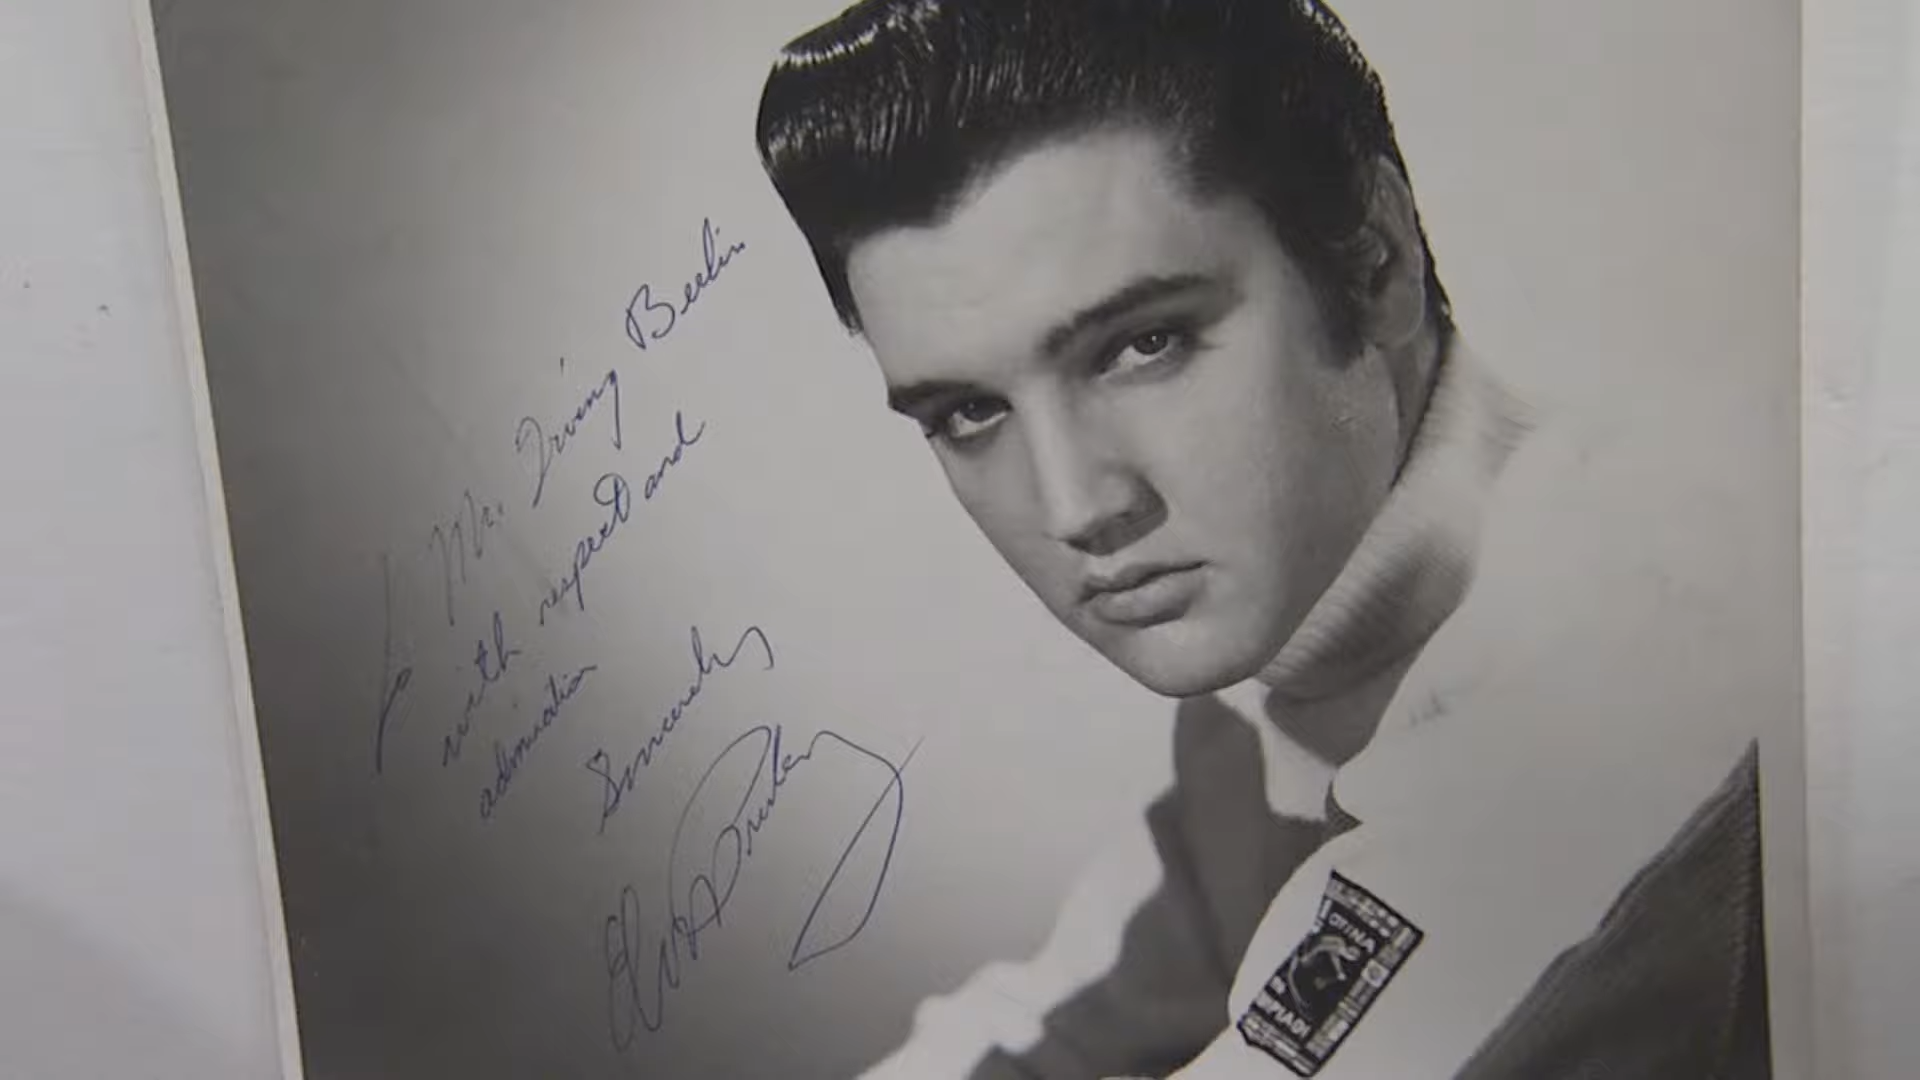 To Mr. Irving Berlin
with respect and
admiration
Sincerely
Elvis Presley